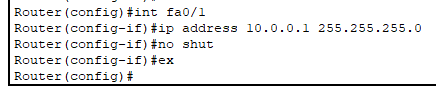 Router(config)#int fa0/1
Router(config-if)#ip address 10.0.0.1 255.255.255.0
Router(config-if)#no shut
Router(config-if)#ex
Router(config)#